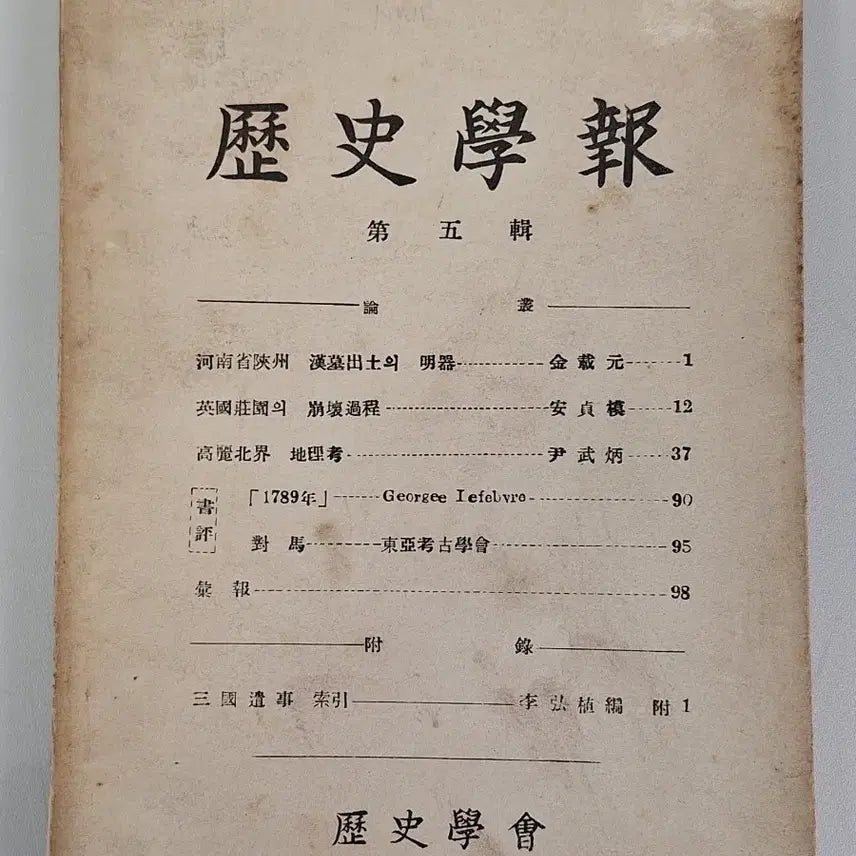 歷史學報
第五輯
論叢
河南省陝州 漢墓出土의 明器 金載元 1
英國莊園의 崩壞過程 安貞模 12
高麗北界 地理考 尹武炳 37
書評
「1789年」 Georgee Iefebvre 90
對馬 東亞考古學會 95
彙報 98
附錄
三國遺事 索引 李弘植編 附1
歷史學會